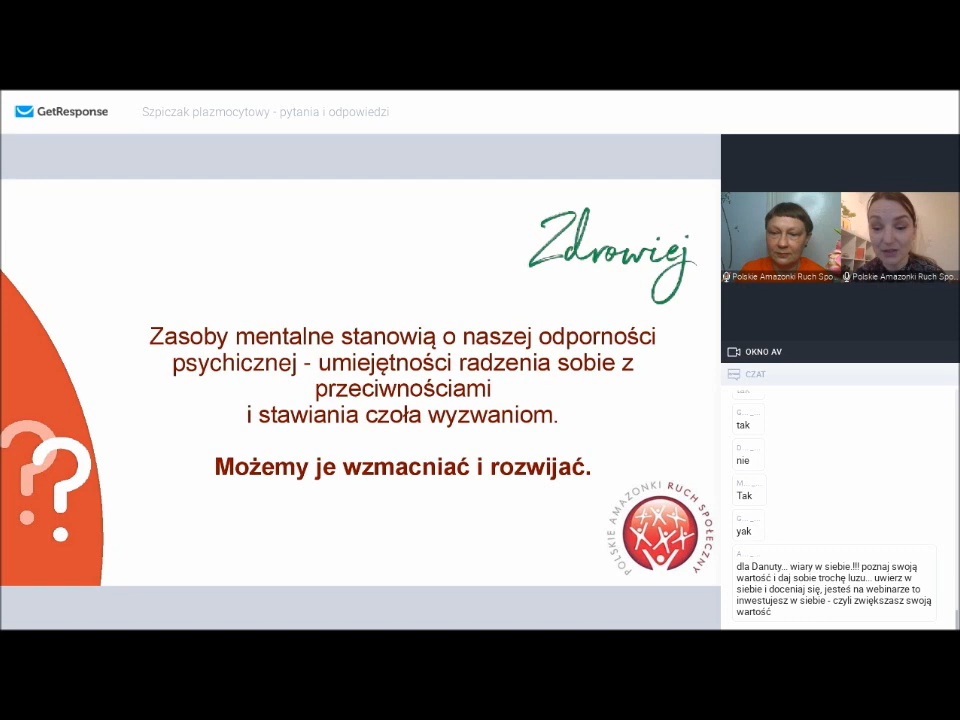 GetResponse
Szpiczak plazmocytowy - pytania i odpowiedzi
Zdrowiej
Zasoby mentalne stanowią o naszej odporności
psychicznej - umiejętności radzenia sobie z
przeciwnościami
i stawiania czoła wyzwaniom.
Możemy je wzmacniać i rozwijać.
POLSKIE AMAZONKI RUCH SPOŁECZNY
?
?
Polskie Amazonki Ruch Spo...
Polskie Amazonki Ruch Spo...
OKNO AV
CZAT
G... _ ...
tak
D... _ ...
nie
M... _ ...
Tak
G... _ ...
yak
A... _ ...
dla Danuty... wiary w siebie.!!! poznaj swoją
wartość i daj sobie trochę luzu... uwierz w
siebie i doceniaj się, jesteś na webinarze to
inwestujesz w siebie - czyli zwiększasz swoją
wartość